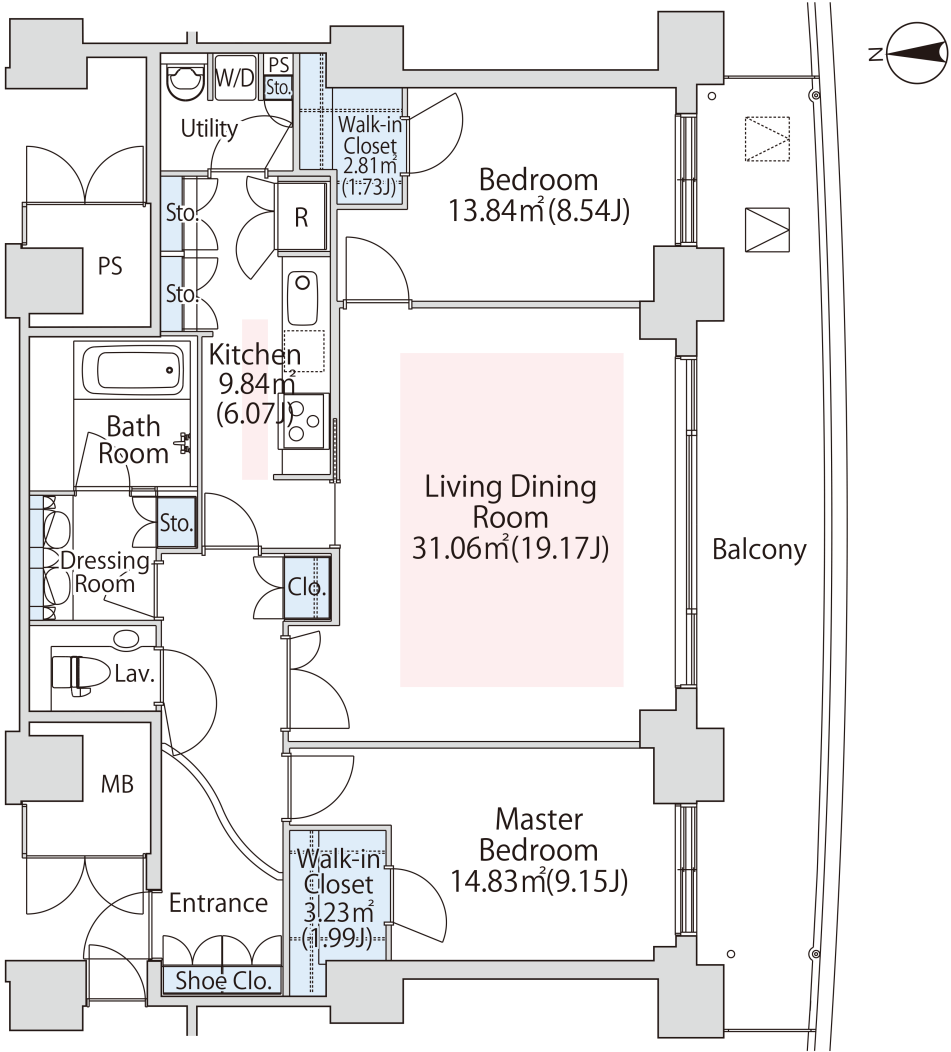 N
PS
W/D
Sto.
Utility
Walk-in
Closet
2.81㎡
(1.73J)
Bedroom
13.84㎡(8.54J)
Sto.
R
PS
Sto.
Kitchen
9.84㎡
(6.07J)
Bath
Room
Living Dining
Room
31.06㎡(19.17J)
Balcony
Sto.
Dressing
Room
Clo.
Lav.
MB
Master
Bedroom
14.83㎡(9.15J)
Walk-in
Closet
3.23㎡
(1.99J)
Entrance
Shoe Clo.